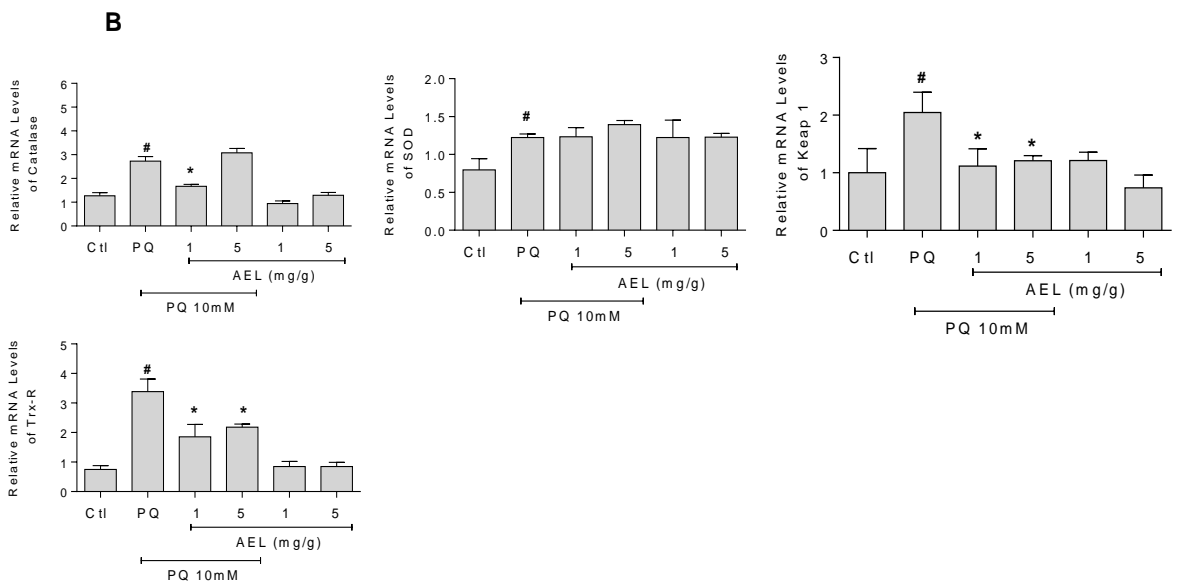 B
Relative mRNA Levels
of Catalase
6
5
4
3
2
1
0
#
*
Ctl PQ 1 5 1 5
AEL (mg/g)
PQ 10mM
Relative mRNA Levels
of SOD
2.0
1.5
1.0
0.5
0.0
#
Ctl PQ 1 5 1 5
AEL (mg/g)
PQ 10mM
Relative mRNA Levels
of Keap 1
3
2
1
0
#
* *
Ctl PQ 1 5 1 5
AEL (mg/g)
PQ 10mM
Relative mRNA Levels
of Trx-R
5
4
3
2
1
0
#
* *
Ctl PQ 1 5 1 5
AEL (mg/g)
PQ 10mM